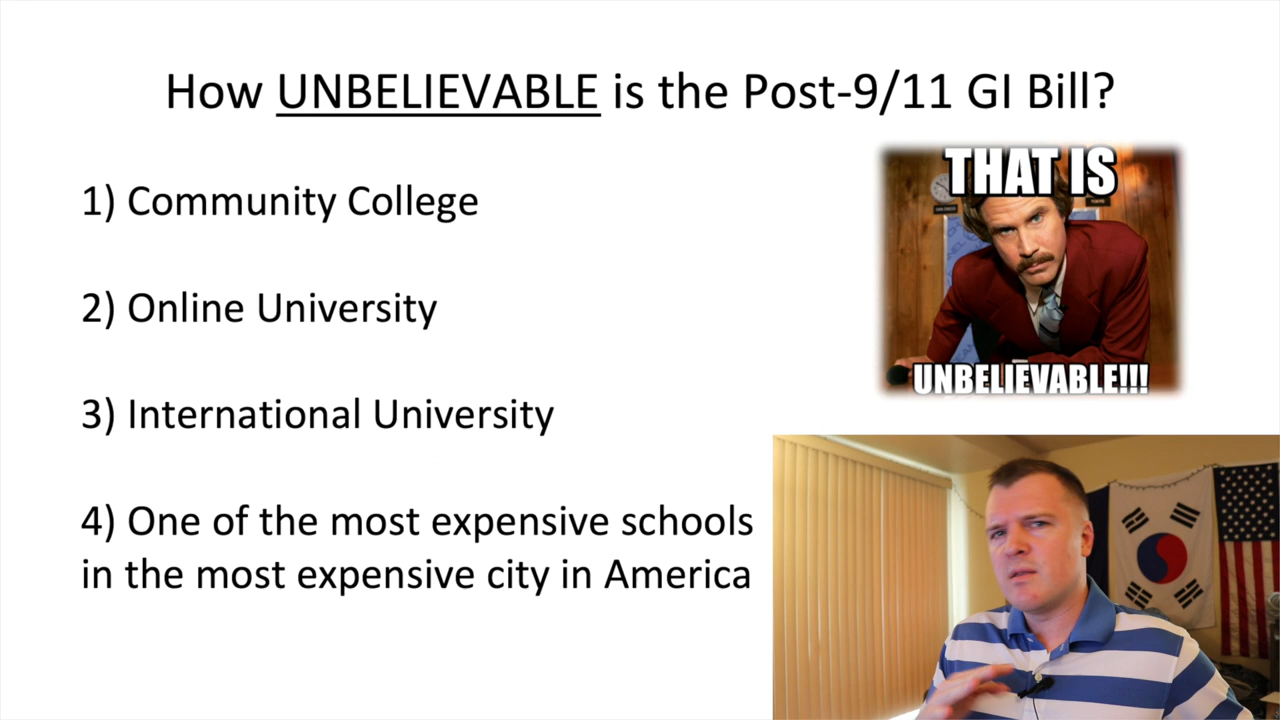 How UNBELIEVABLE is the Post-9/11 GI Bill?
THAT IS
UNBELIEVABLE!!!
1) Community College
2) Online University
3) International University
4) One of the most expensive schools
in the most expensive city in America